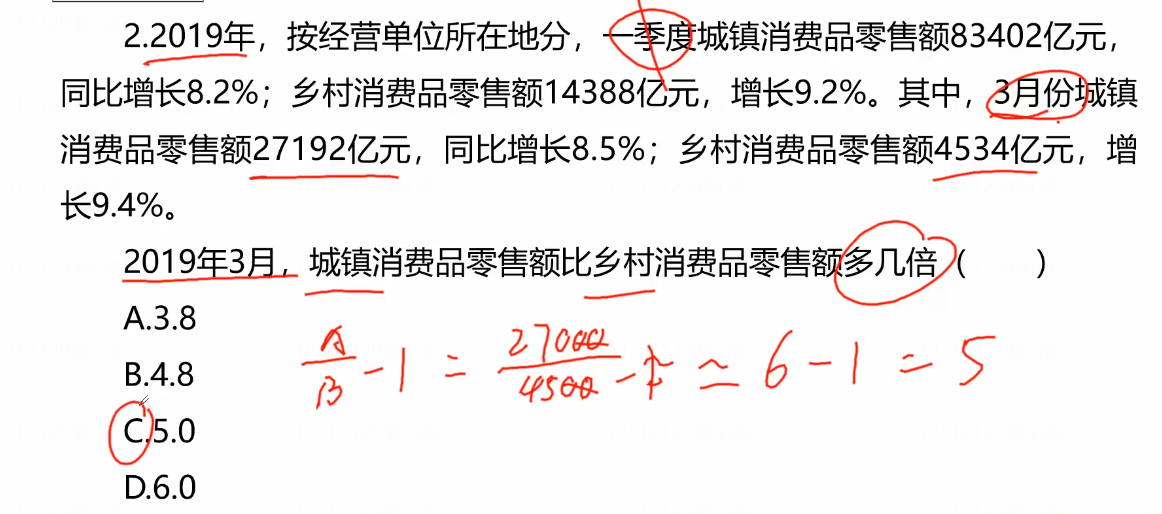 2.2019年，按经营单位所在地分，一季度城镇消费品零售额83402亿元，
同比增长8.2%；乡村消费品零售额14388亿元，增长9.2%。其中，3月份城镇
消费品零售额27192亿元，同比增长8.5%；乡村消费品零售额4534亿元，增
长9.4%。
2019年3月，城镇消费品零售额比乡村消费品零售额多几倍（　　）
A.3.8
B.4.8
C.5.0
D.6.0
A/B - 1 = 27000/4500 - 1 ≃ 6 - 1 = 5